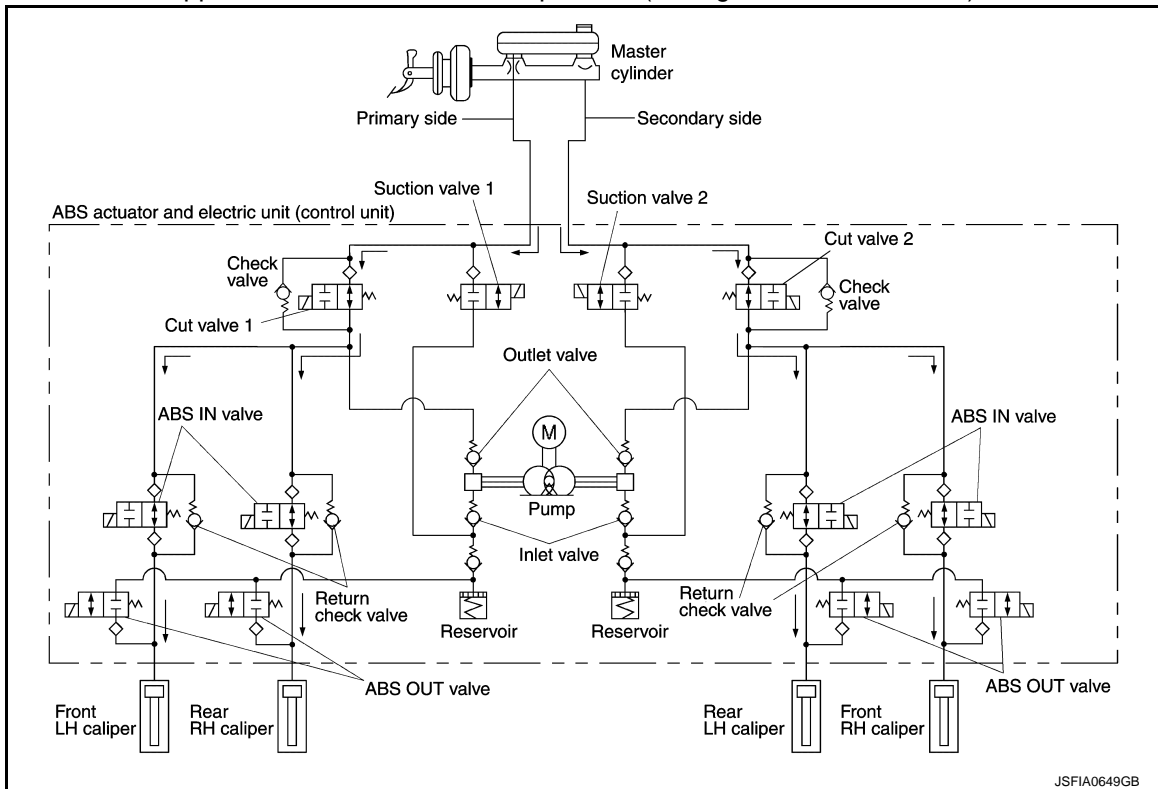 Master
cylinder
Primary side
Secondary side
Suction valve 1
Suction valve 2
ABS actuator and electric unit (control unit)
Cut valve 2
Check
valve
Check
valve
Cut valve 1
Outlet valve
ABS IN valve
ABS IN valve
M
Pump
Inlet valve
Return
check valve
Return
check valve
Reservoir
Reservoir
ABS OUT valve
ABS OUT valve
Front
LH caliper
Rear
RH caliper
Rear
LH caliper
Front
RH caliper
JSFIA0649GB